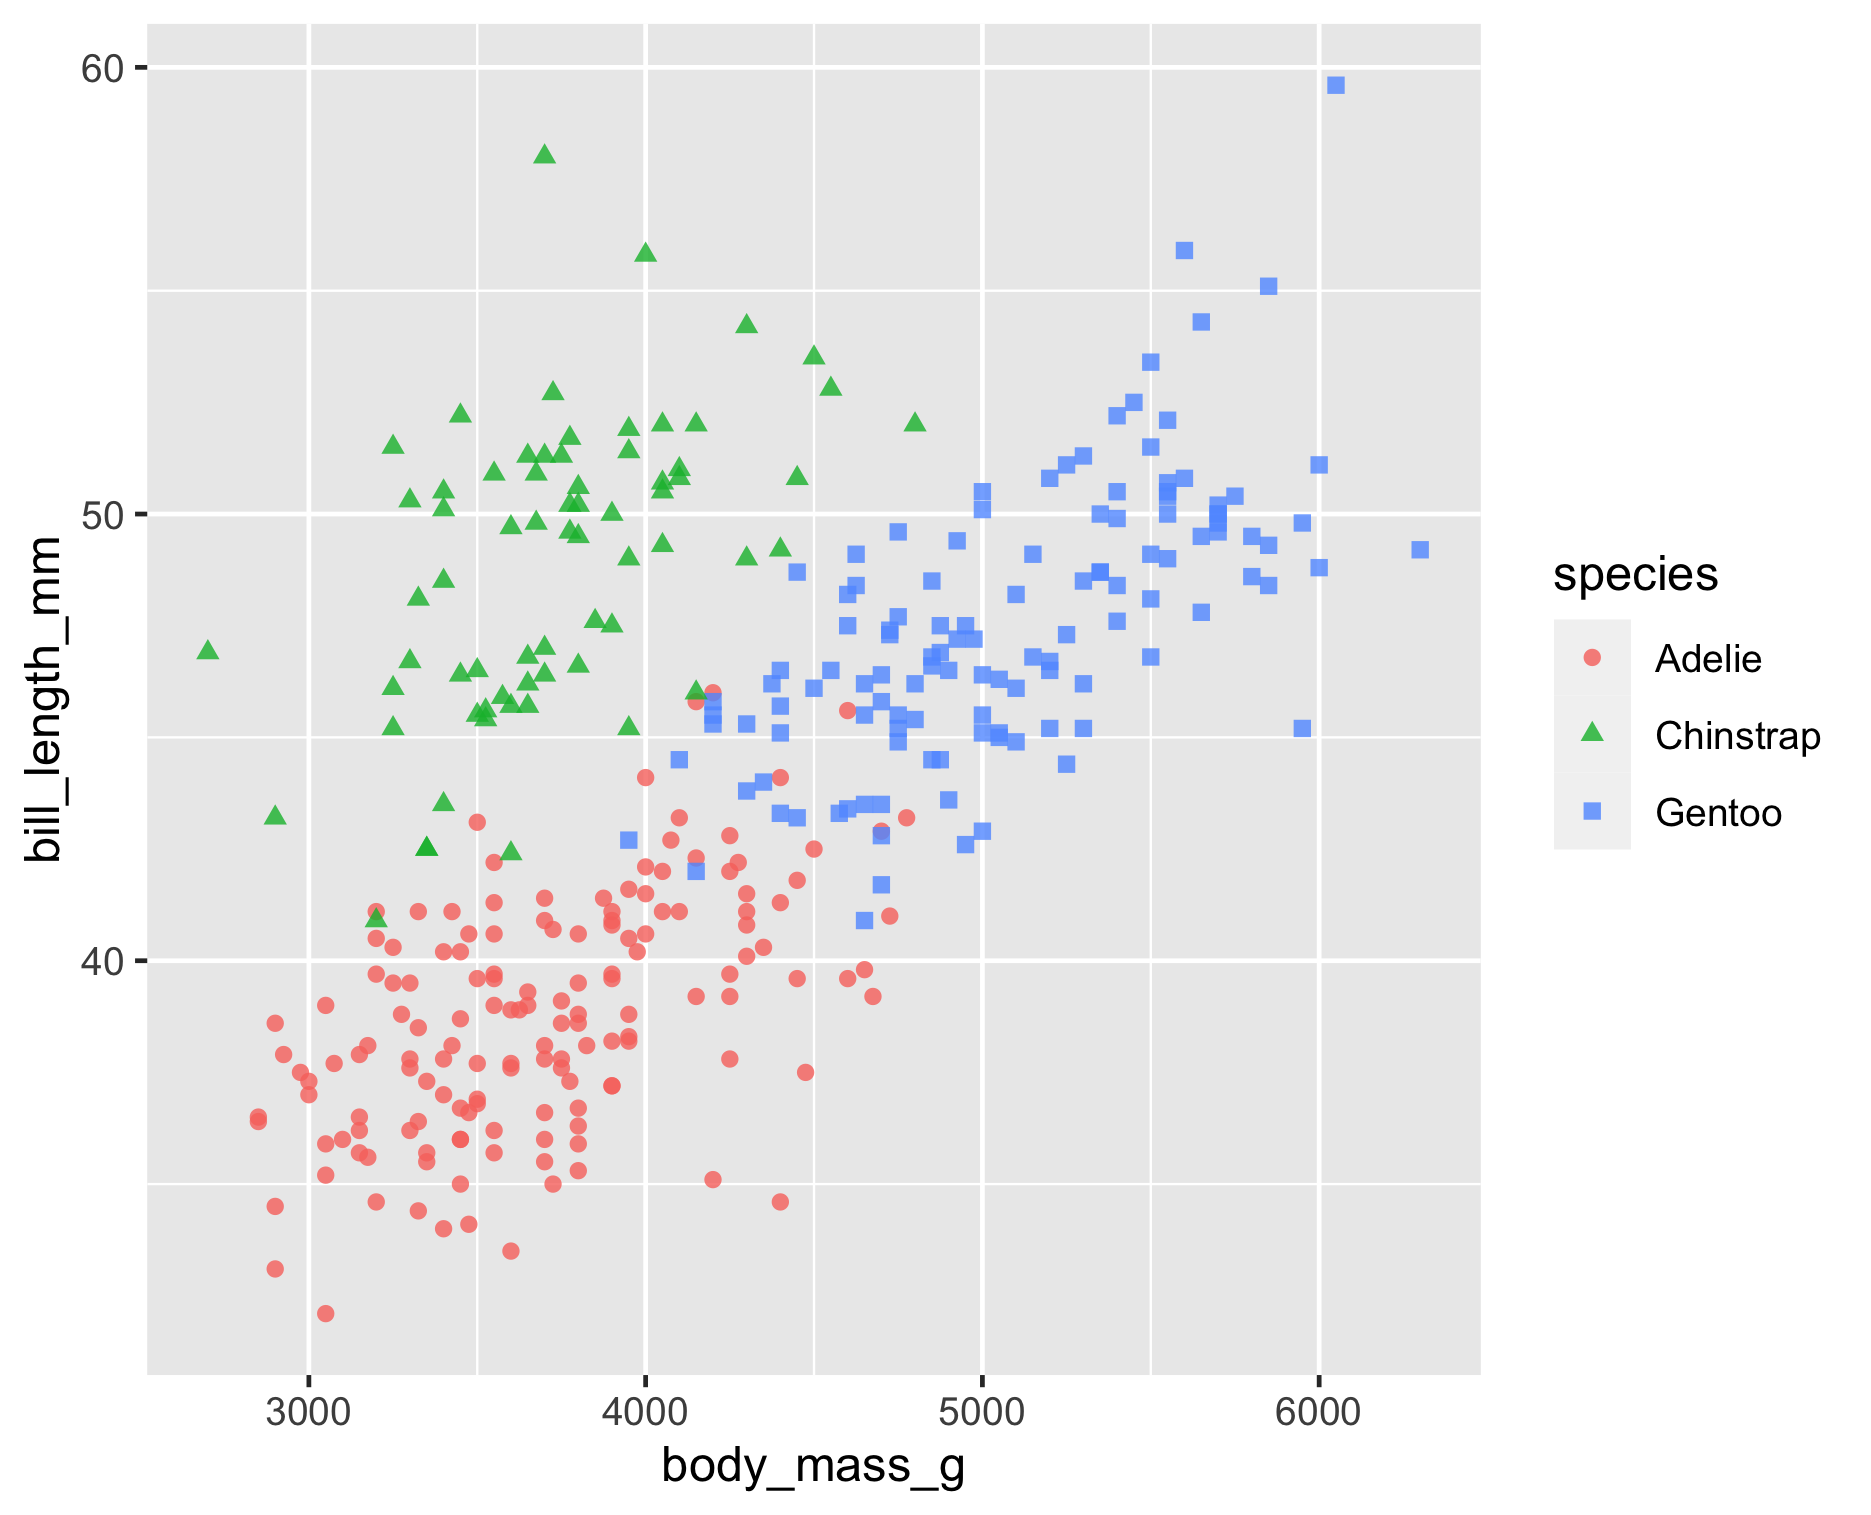 60
50
40
bill_length_mm
3000 4000 5000 6000
body_mass_g
species
Adelie
Chinstrap
Gentoo